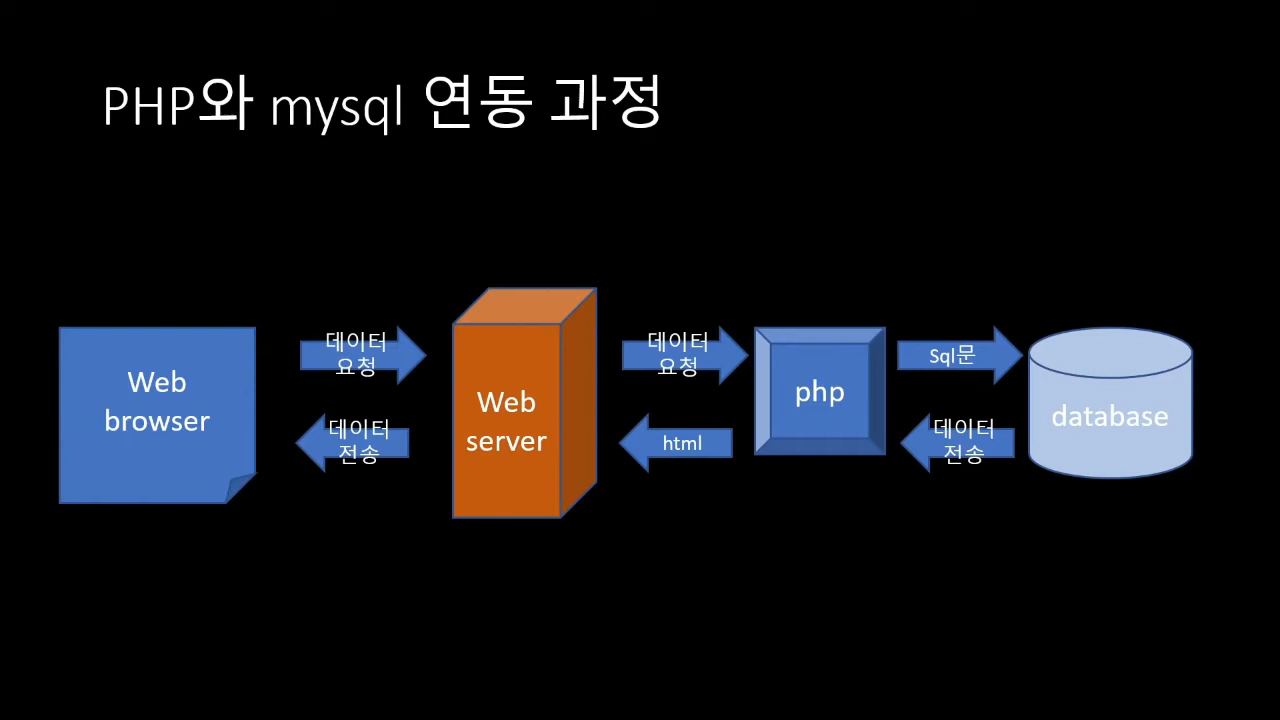 PHP와 mysql 연동 과정
Web
browser
데이터
요청
데이터
전송
Web
server
데이터
요청
html
php
Sql문
데이터
전송
database